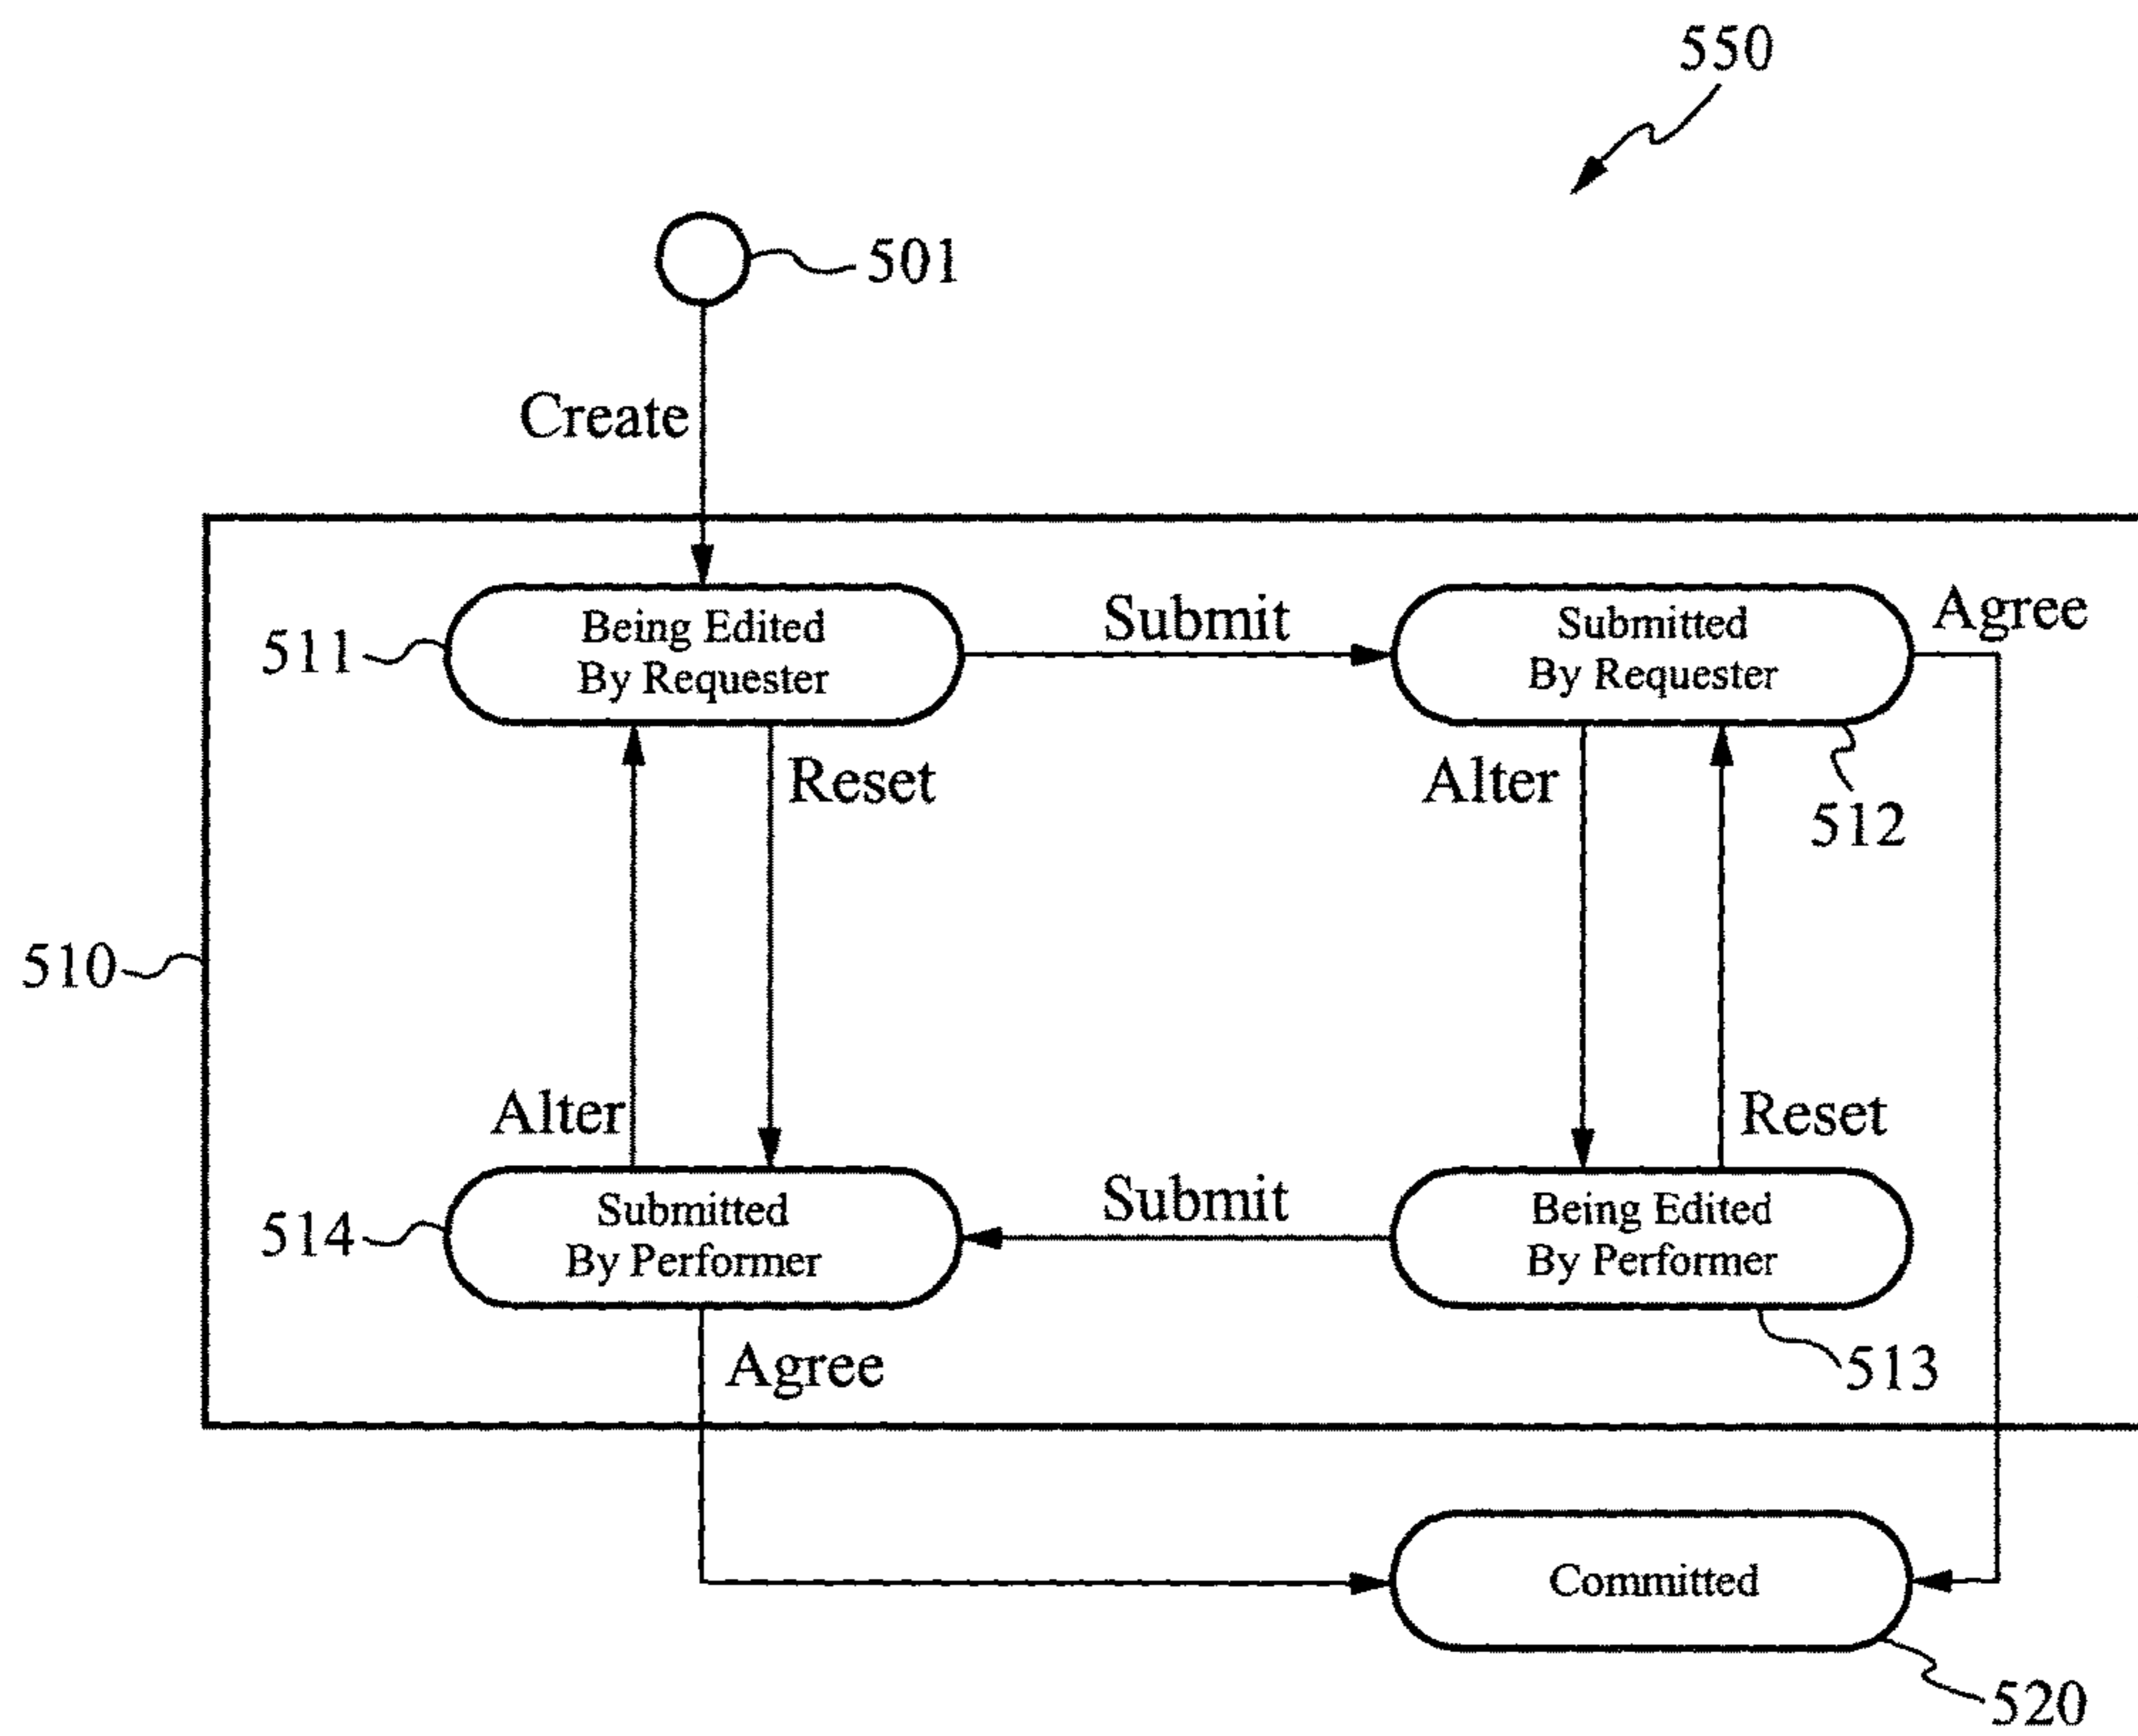 550
501
Create
Being Edited
By Requester
511
Submit
Submitted
By Requester
Agree
Reset
Alter
512
510
Alter
Reset
514
Submitted
By Performer
Submit
Being Edited
By Performer
Agree
513
Committed
520